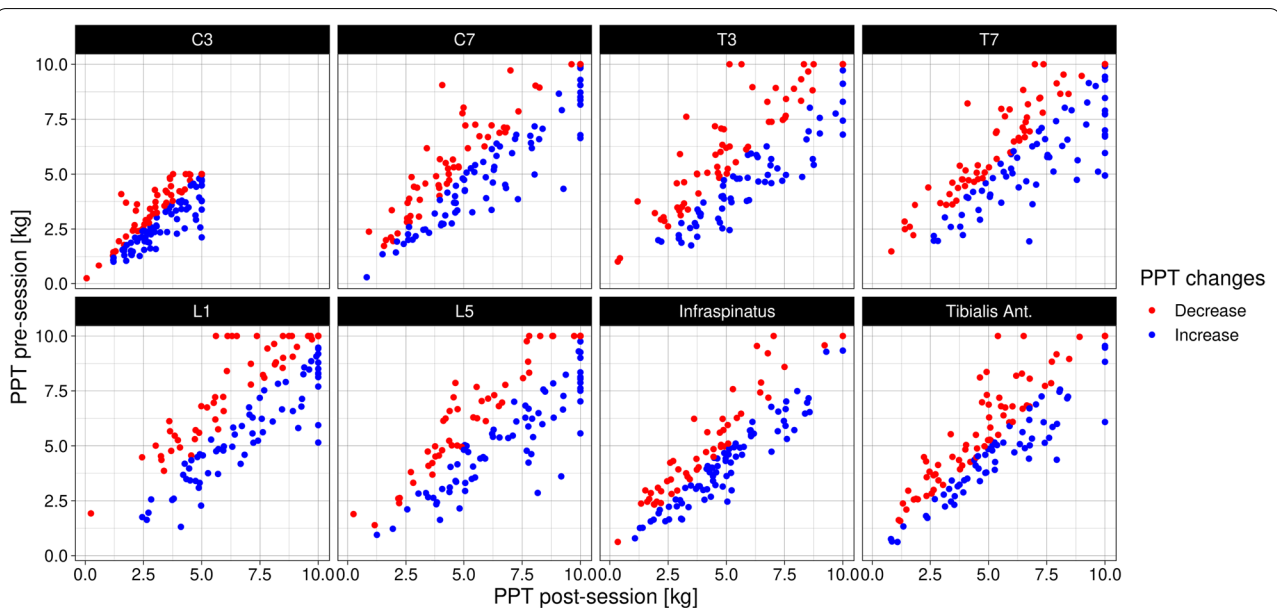 C3 C7 T3 T7
10.0
7.5
5.0
2.5
0.0
L1 L5 Infraspinatus Tibialis Ant.
10.0
7.5
5.0
2.5
0.0
0.0 2.5 5.0 7.5 10.0 0.0 2.5 5.0 7.5 10.0 0.0 2.5 5.0 7.5 10.0 0.0 2.5 5.0 7.5 10.0
PPT post-session [kg]
PPT pre-session [kg]
PPT changes
Decrease
Increase